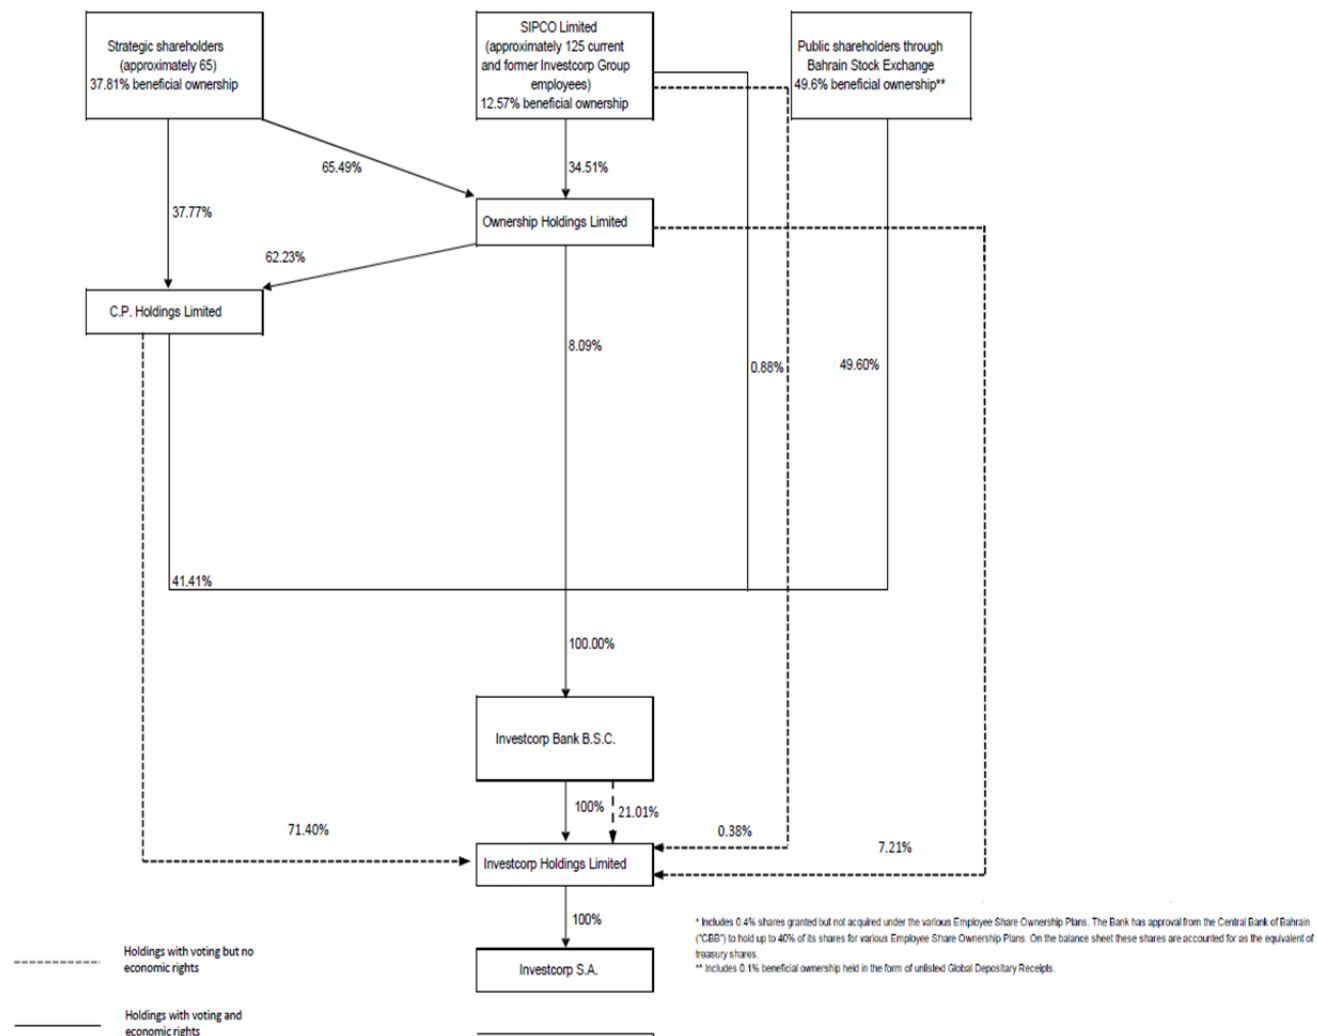 Strategic shareholders
(approximately 65)
37.81% beneficial ownership
SIPCO Limited
(approximately 125 current
and former Investcorp Group
employees)
12.57% beneficial ownership
Public shareholders through
Bahrain Stock Exchange
49.6% beneficial ownership**
65.49%
34.51%
37.77%
Ownership Holdings Limited
62.23%
C.P. Holdings Limited
8.09%
0.88%
49.60%
41.41%
100.00%
Investcorp Bank B.S.C.
100%
21.01%
71.40%
0.38%
7.21%
Investcorp Holdings Limited
100%
Investcorp S.A.
* Includes 0.4% shares granted but not acquired under the various Employee Share Ownership Plans. The Bank has approval from the Central Bank of Bahrain
("CBB") to hold up to 40% of its shares for various Employee Share Ownership Plans. On the balance sheet these shares are accounted for as the equivalent of
treasury shares.
** Includes 0.1% beneficial ownership held in the form of unlisted Global Depositary Receipts.
Holdings with voting but no
economic rights
Holdings with voting and
economic rights